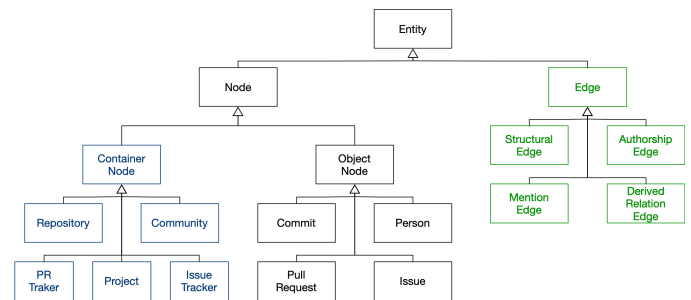 Entity
Node
Edge
Structural
Edge
Authorship
Edge
Container
Node
Object
Node
Mention
Edge
Derived
Relation
Edge
Repository
Community
Commit
Person
PR
Traker
Project
Issue
Tracker
Pull
Request
Issue